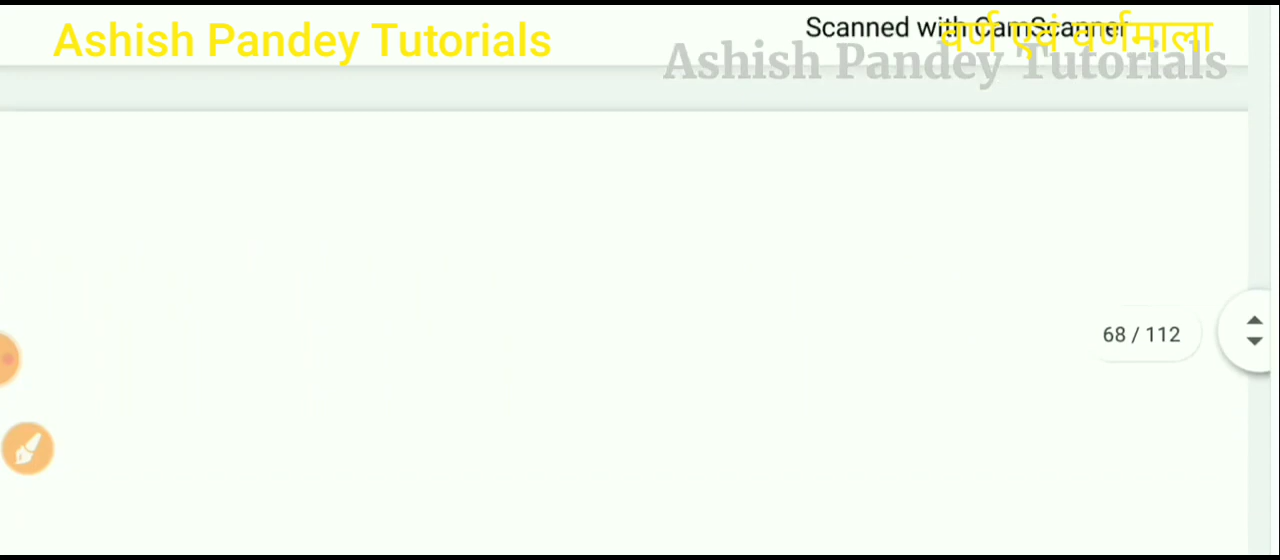 Ashish Pandey Tutorials
Scanned with CamScanner
वर्ण एवं वर्णमाला
Ashish Pandey Tutorials
68 / 112